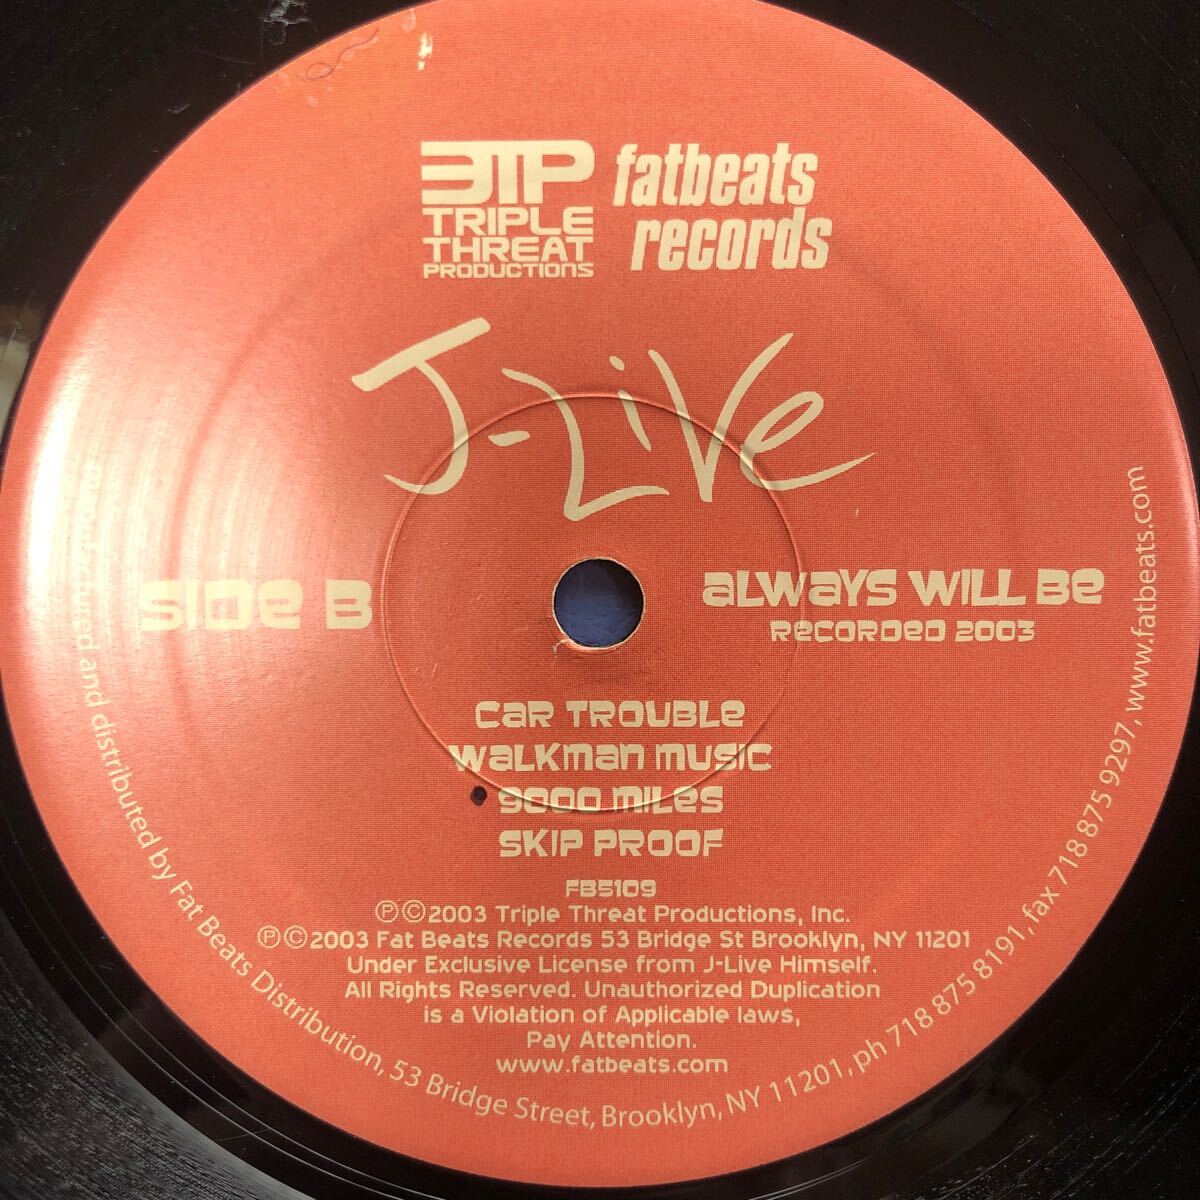 3TP
TRIPLE
THREAT
PRODUCTIONS
fatbeats
records
J-Live
SIDE B
ALWAYS WILL BE
RECORDED 2003
CAR TROUBLE
WALKMAN MUSIC
9000 MILES
SKIP PROOF
FB5109
℗©2003 Triple Threat Productions, Inc.
℗©2003 Fat Beats Records 53 Bridge St Brooklyn, NY 11201
Under Exclusive License from J-Live Himself.
All Rights Reserved. Unauthorized Duplication
is a Violation of Applicable laws,
Pay Attention.
www.fatbeats.com
Manufactured and distributed by Fat Beats Distribution, 53 Bridge Street, Brooklyn, NY 11201, ph 718 875 8191, fax 718 875 9297, www.fatbeats.com